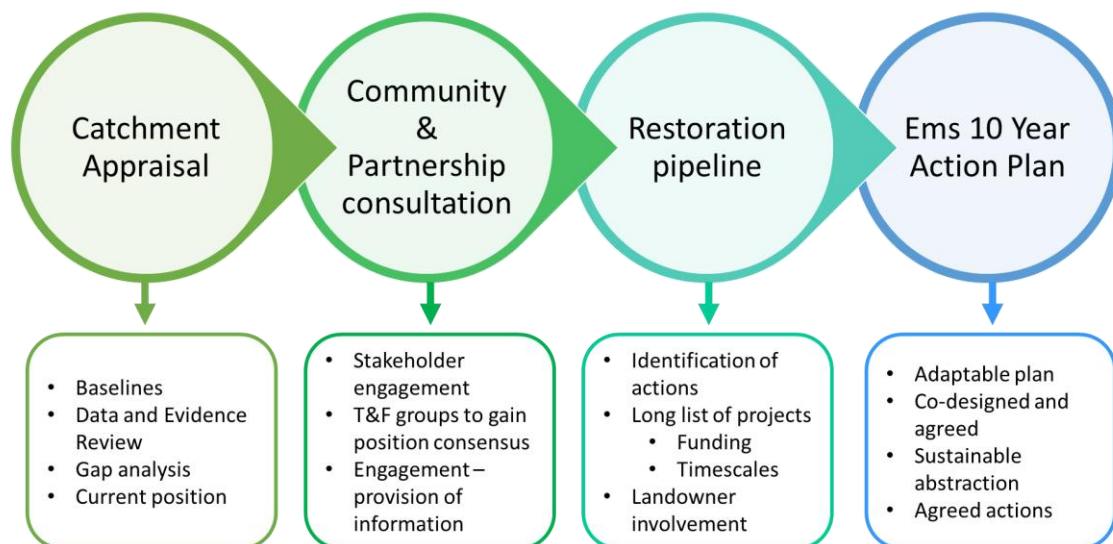 Catchment
Appraisal
Community
&
Partnership
consultation
Restoration
pipeline
Ems 10 Year
Action Plan
• Baselines
• Data and Evidence
Review
• Gap analysis
• Current position
• Stakeholder
engagement
• T&F groups to gain
position consensus
• Engagement –
provision of
information
• Identification of
actions
• Long list of projects
• Funding
• Timescales
• Landowner
involvement
• Adaptable plan
• Co-designed and
agreed
• Sustainable
abstraction
• Agreed actions